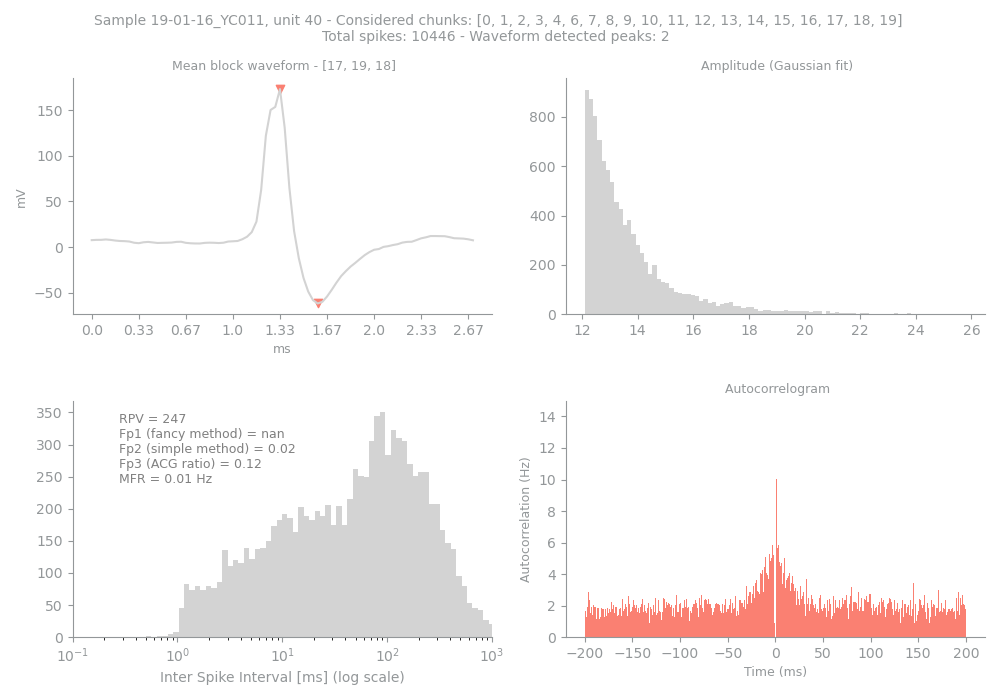 Sample 19-01-16_YC011, unit 40 - Considered chunks: [0, 1, 2, 3, 4, 6, 7, 8, 9, 10, 11, 12, 13, 14, 15, 16, 17, 18, 19]
Total spikes: 10446 - Waveform detected peaks: 2
Mean block waveform - [17, 19, 18]
150
100
50
0
−50
mV
0.0 0.33 0.67 1.0 1.33 1.67 2.0 2.33 2.67
ms
Amplitude (Gaussian fit)
800
600
400
200
0
12 14 16 18 20 22 24 26
350
300
250
200
150
100
50
0
RPV = 247
Fp1 (fancy method) = nan
Fp2 (simple method) = 0.02
Fp3 (ACG ratio) = 0.12
MFR = 0.01 Hz
10⁻¹ 10⁰ 10¹ 10² 10³
Inter Spike Interval [ms] (log scale)
Autocorrelogram
14
12
10
8
6
4
2
0
Autocorrelation (Hz)
−200 −150 −100 −50 0 50 100 150 200
Time (ms)